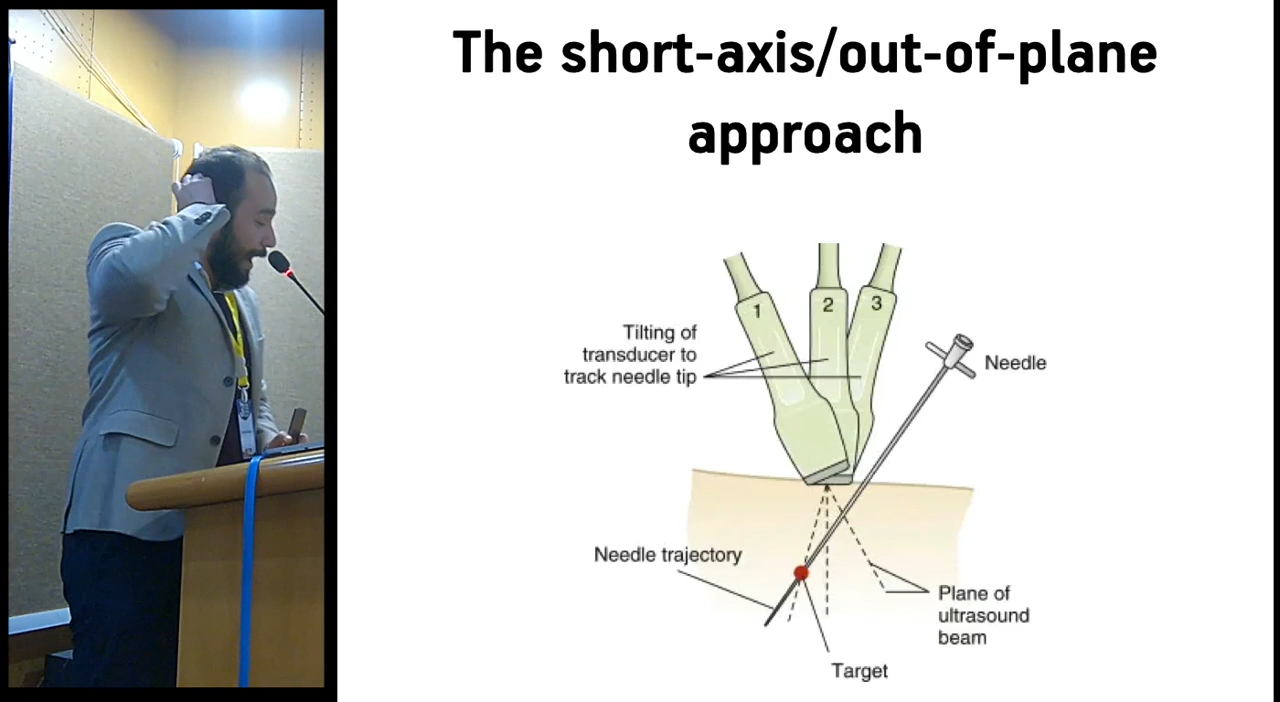 The short-axis/out-of-plane
approach
1
2
3
Tilting of
transducer to
track needle tip
Needle
Needle trajectory
Plane of
ultrasound
beam
Target